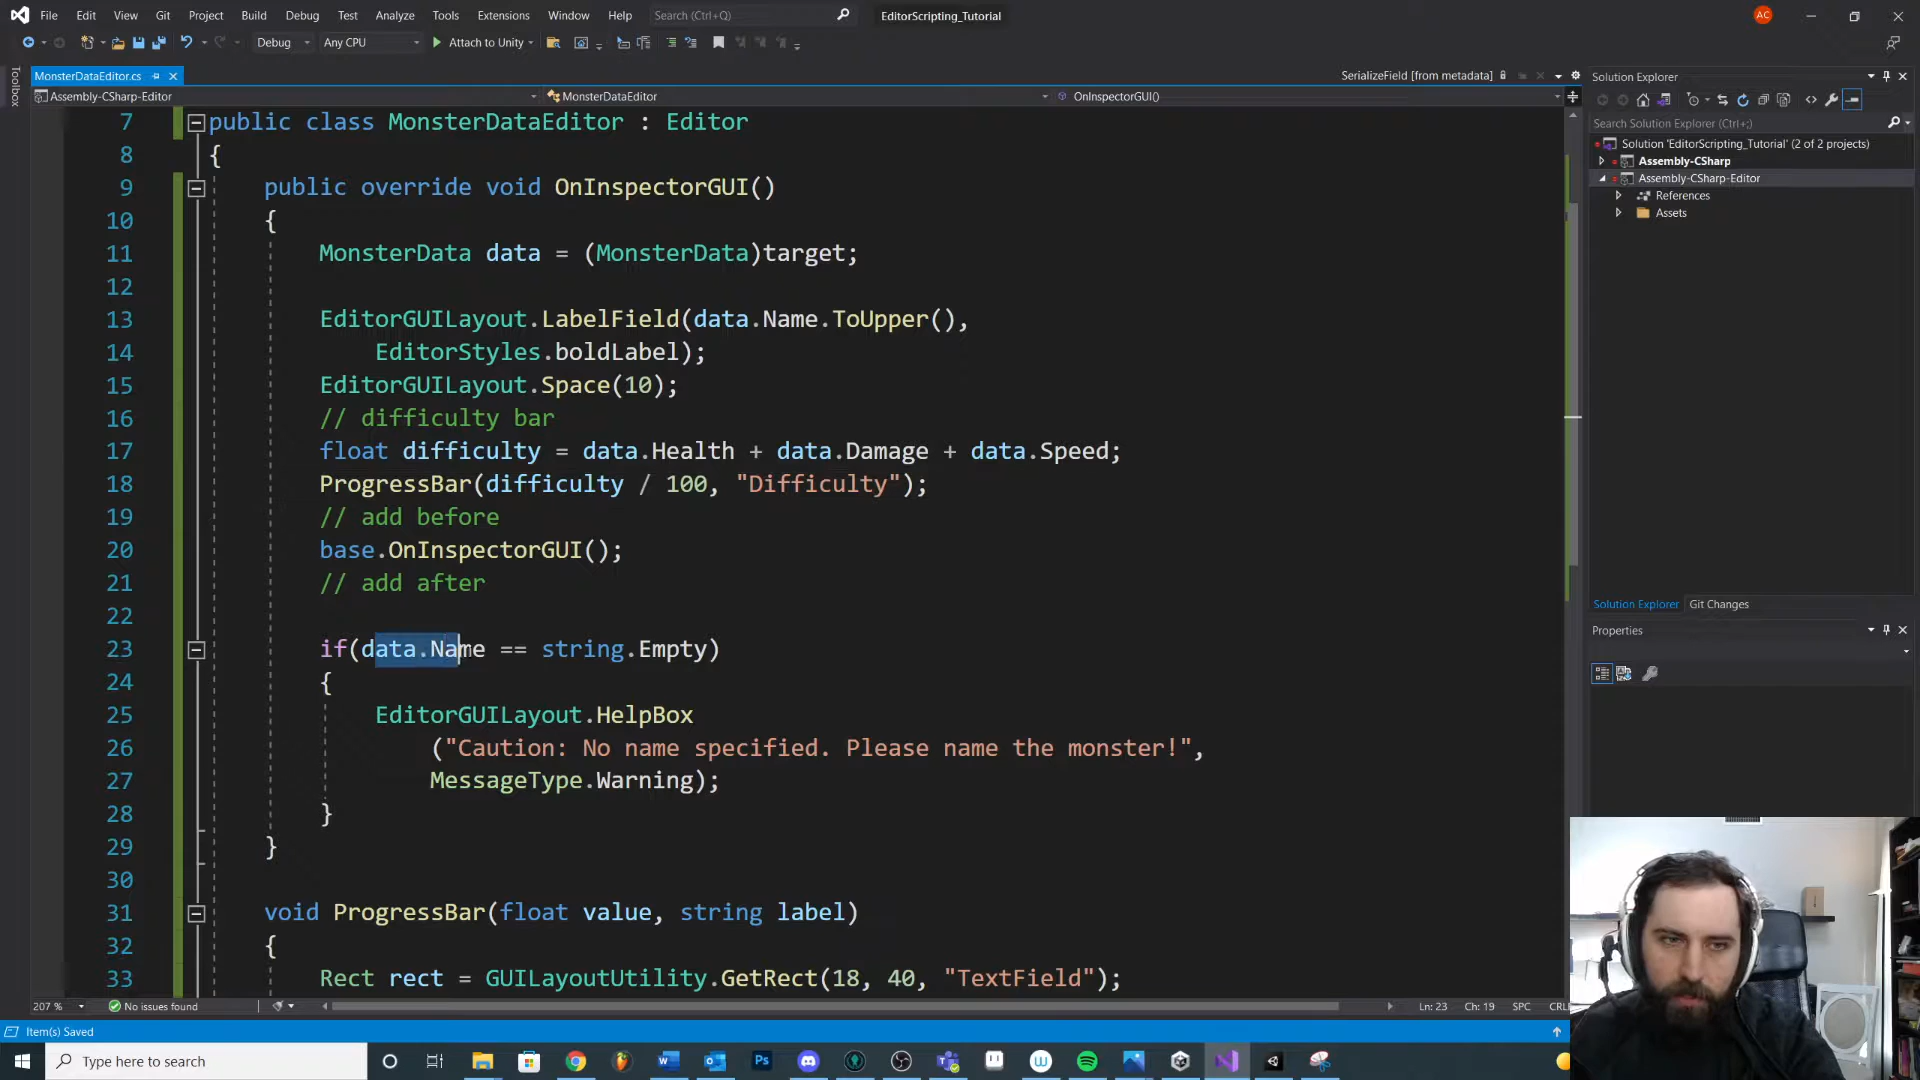 File Edit View Git Project Build Debug Test Analyze Tools Extensions Window Help Search (Ctrl+Q) EditorScripting_Tutorial AC
Debug Any CPU Attach to Unity
Toolbox
MonsterDataEditor.cs SerializeField [from metadata]
Assembly-CSharp-Editor MonsterDataEditor OnInspectorGUI()
7 public class MonsterDataEditor : Editor
8 {
9 public override void OnInspectorGUI()
10 {
11 MonsterData data = (MonsterData)target;
12
13 EditorGUILayout.LabelField(data.Name.ToUpper(),
14 EditorStyles.boldLabel);
15 EditorGUILayout.Space(10);
16 // difficulty bar
17 float difficulty = data.Health + data.Damage + data.Speed;
18 ProgressBar(difficulty / 100, "Difficulty");
19 // add before
20 base.OnInspectorGUI();
21 // add after
22
23 if(data.Name == string.Empty)
24 {
25 EditorGUILayout.HelpBox
26 ("Caution: No name specified. Please name the monster!",
27 MessageType.Warning);
28 }
29 }
30
31 void ProgressBar(float value, string label)
32 {
33 Rect rect = GUILayoutUtility.GetRect(18, 40, "TextField");
207 % No issues found Ln: 23 Ch: 19 SPC CRL
Solution Explorer
Search Solution Explorer (Ctrl+;)
Solution 'EditorScripting_Tutorial' (2 of 2 projects)
Assembly-CSharp
Assembly-CSharp-Editor
References
Assets
Solution Explorer Git Changes
Properties
Item(s) Saved
Type here to search